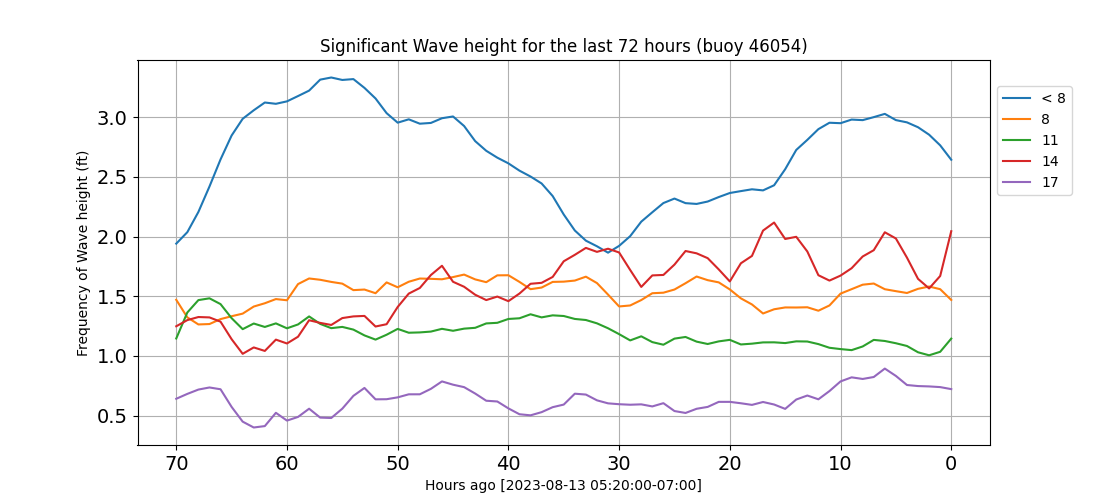 Significant Wave height for the last 72 hours (buoy 46054)
Frequency of Wave height (ft)
3.0
2.5
2.0
1.5
1.0
0.5
70 60 50 40 30 20 10 0
Hours ago [2023-08-13 05:20:00-07:00]
< 8
8
11
14
17